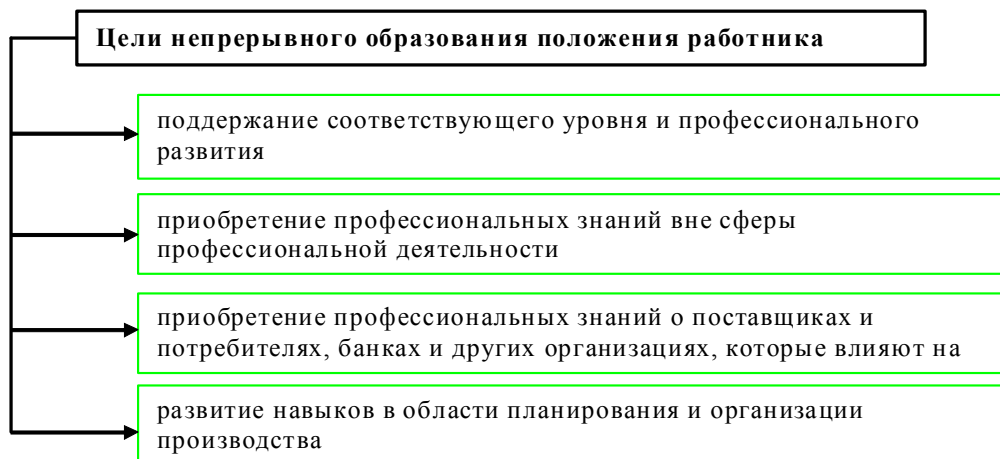 Цели непрерывного образования положения работника
поддержание соответствующего уровня и профессионального
развития
приобретение профессиональных знаний вне сферы
профессиональной деятельности
приобретение профессиональных знаний о поставщиках и
потребителях, банках и других организациях, которые влияют на
развитие навыков в области планирования и организации
производства